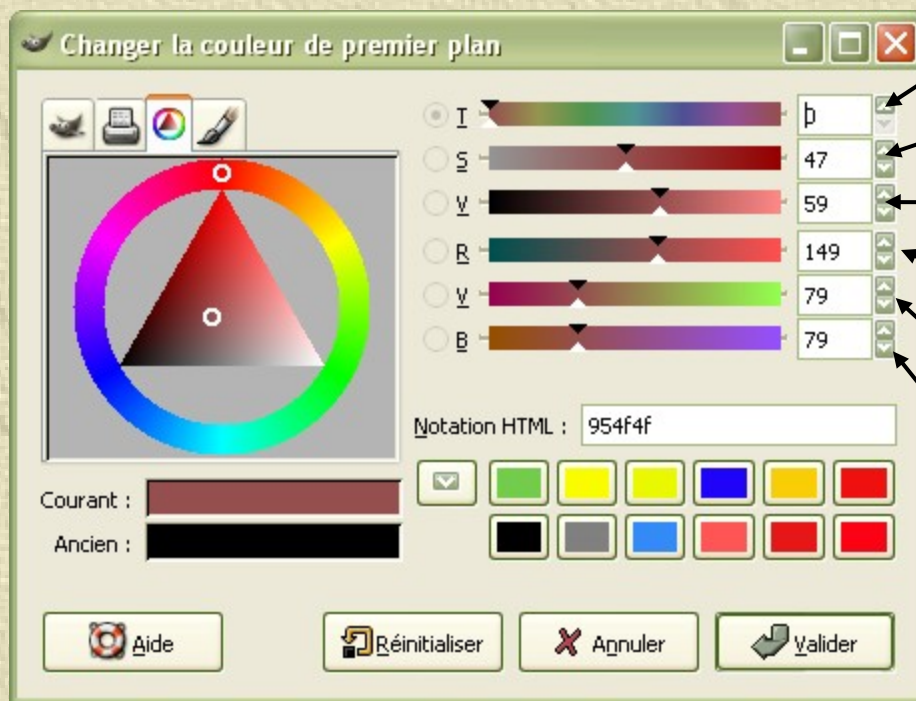 Changer la couleur de premier plan
T 0
S 47
V 59
R 149
V 79
B 79
Notation HTML : 954f4f
Courant :
Ancien :
Aide
Réinitialiser
Annuler
Valider